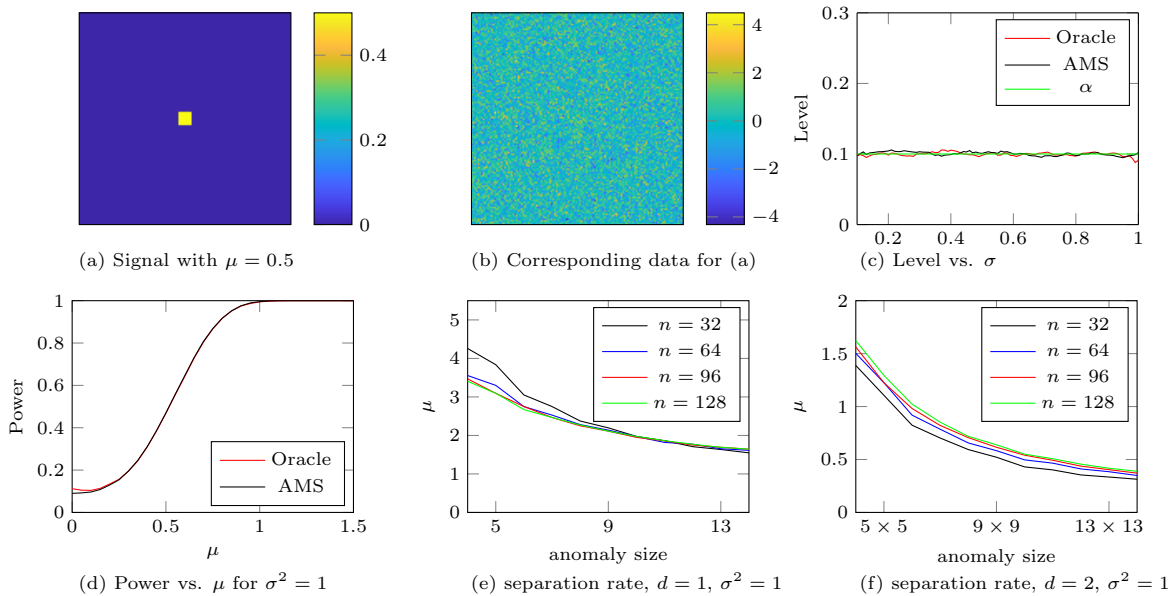 0.4
0.2
0
(a) Signal with μ = 0.5
4
2
0
−2
−4
(b) Corresponding data for (a)
Level
0.3
0.2
0.1
0
0.2
0.4
0.6
0.8
1
Oracle
AMS
α
(c) Level vs. σ
Power
1
0.8
0.6
0.4
0.2
0
0
0.5
1
1.5
Oracle
AMS
μ
(d) Power vs. μ for σ² = 1
μ
5
4
3
2
1
0
5
9
13
n = 32
n = 64
n = 96
n = 128
anomaly size
(e) separation rate, d = 1, σ² = 1
μ
2
1.5
1
0.5
0
5 × 5
9 × 9
13 × 13
n = 32
n = 64
n = 96
n = 128
anomaly size
(f) separation rate, d = 2, σ² = 1